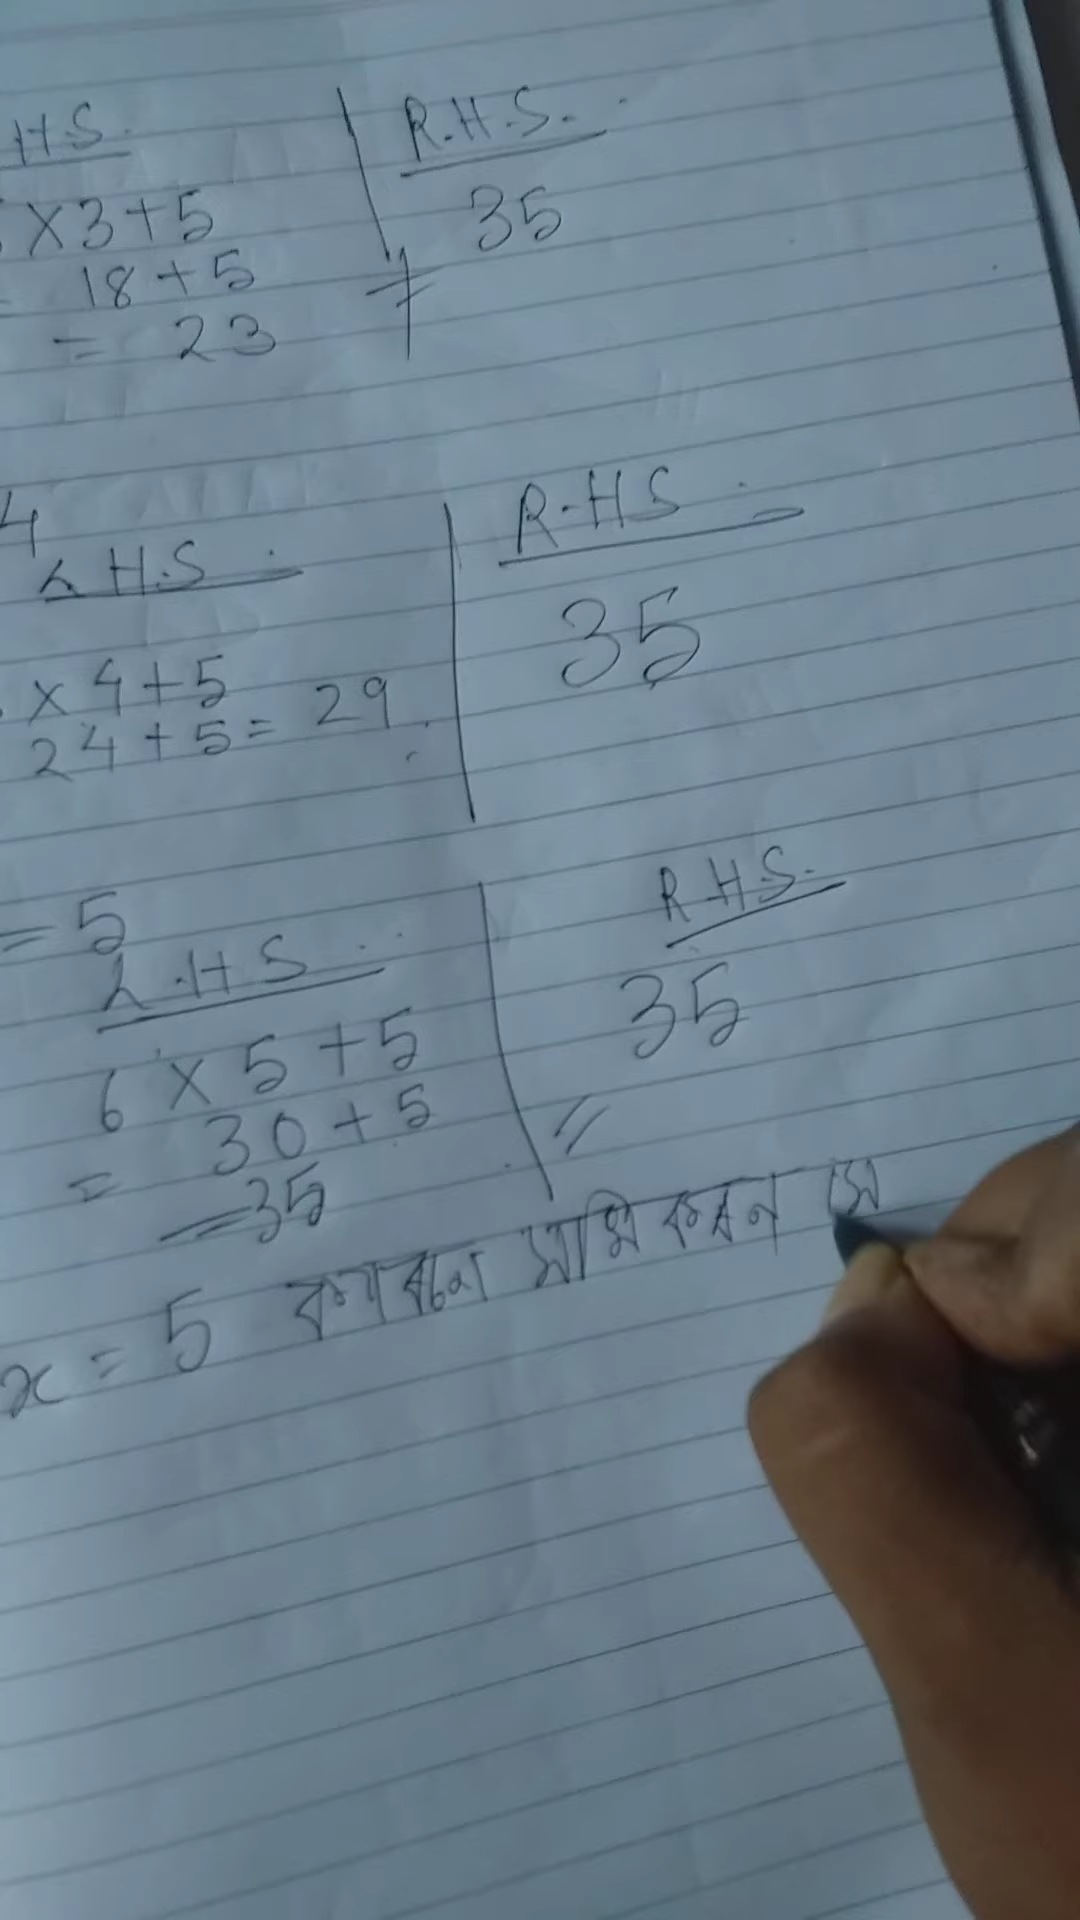 H.S.
R.H.S.
×3+5
35
18+5
= 23
≠
4
L H.S
R.H S
× 4+5
35
24+5= 29
=5
L.H S
R H.S.
6 × 5 +5
35
= 30+5
=35
=
x = 5